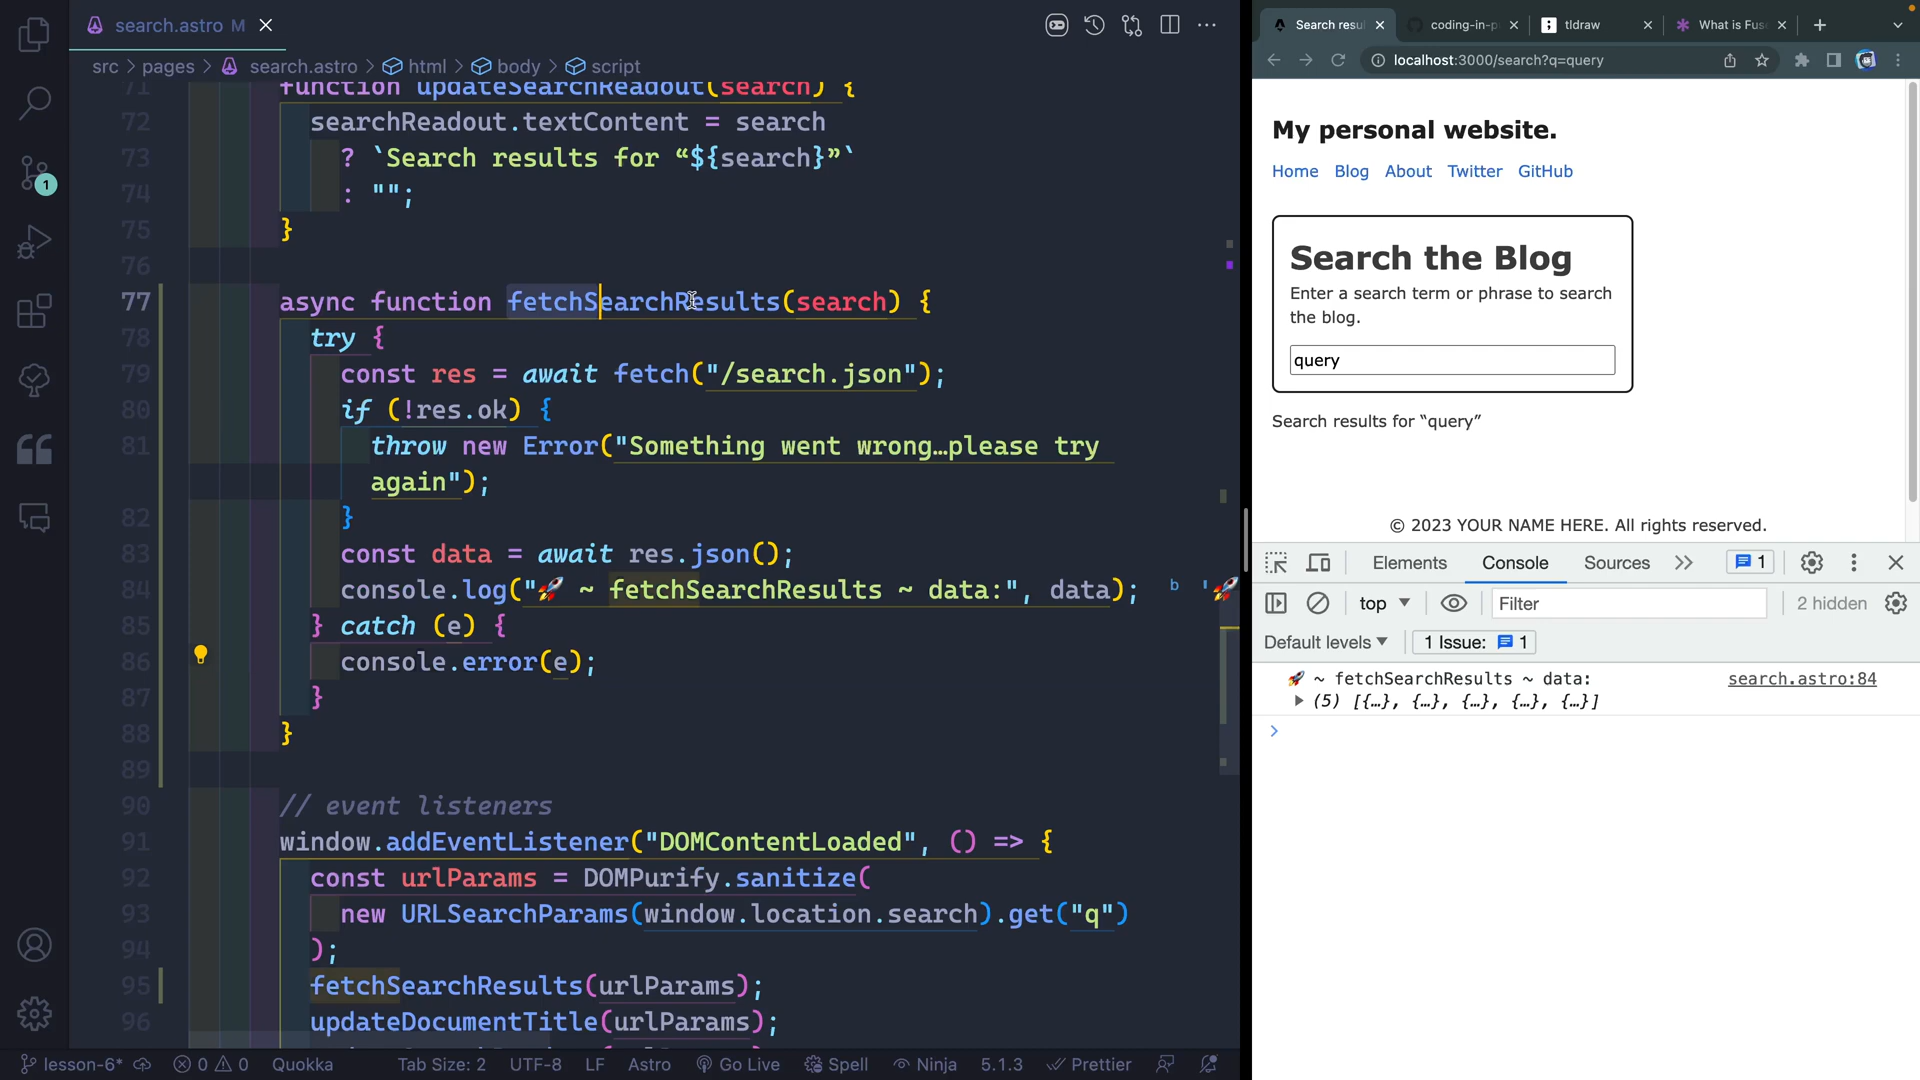 search.astro M
src > pages > search.astro > html > body > script
71 function updateSearchReadout(search) {
72 searchReadout.textContent = search
73 ? `Search results for “${search}”`
74 : "";
75 }
76
77 async function fetchSearchResults(search) {
78 try {
79 const res = await fetch("/search.json");
80 if (!res.ok) {
81 throw new Error("Something went wrong…please try
again");
82 }
83 const data = await res.json();
84 console.log("🚀 ~ fetchSearchResults ~ data:", data); b '🚀
85 } catch (e) {
86 console.error(e);
87 }
88 }
89
90 // event listeners
91 window.addEventListener("DOMContentLoaded", () => {
92 const urlParams = DOMPurify.sanitize(
93 new URLSearchParams(window.location.search).get("q")
94 );
95 fetchSearchResults(urlParams);
96 updateDocumentTitle(urlParams);
1
lesson-6* 0 0 Quokka Tab Size: 2 UTF-8 LF Astro Go Live Spell Ninja 5.1.3 Prettier
Search resu coding-in-p tldraw What is Fus
localhost:3000/search?q=query
My personal website.
Home Blog About Twitter GitHub
Search the Blog
Enter a search term or phrase to search
the blog.
query
Search results for “query”
© 2023 YOUR NAME HERE. All rights reserved.
Elements Console Sources 1
top Filter 2 hidden
Default levels 1 Issue: 1
🚀 ~ fetchSearchResults ~ data: search.astro:84
(5) [{…}, {…}, {…}, {…}, {…}]